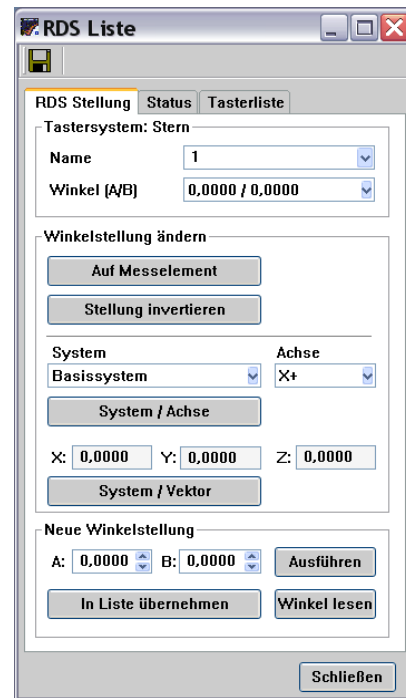 RDS Liste
RDS Stellung Status Tasterliste
Tastersystem: Stern
Name 1
Winkel (A/B) 0,0000 / 0,0000
Winkelstellung ändern
Auf Messelement
Stellung invertieren
System Achse
Basissystem X+
System / Achse
X: 0,0000 Y: 0,0000 Z: 0,0000
System / Vektor
Neue Winkelstellung
A: 0,0000 B: 0,0000 Ausführen
In Liste übernehmen Winkel lesen
Schließen